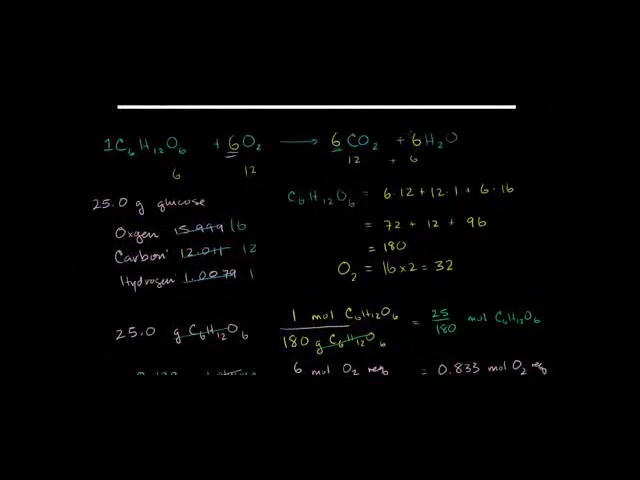 1C₆H₁₂O₆ + 6O₂ → 6CO₂ + 6H₂O
6 12 12 + 6
25.0 g glucose
C₆H₁₂O₆ = 6·12 + 12·1 + 6·16
Oxgen 15.999 16
= 72 + 12 + 96
Carbon 12.011 12
= 180
Hydrogen 1.0079 1
O₂ = 16×2 = 32
25.0 g C₆H₁₂O₆
1 mol C₆H₁₂O₆
180 g C₆H₁₂O₆
= 25/180 mol C₆H₁₂O₆
6 mol O₂ req = 0.833 mol O₂ req